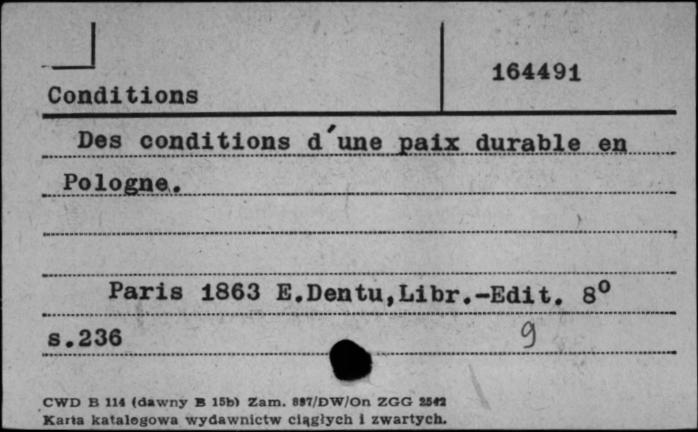 164491
Conditions
Des conditions d'une paix durable en
Pologne.
Paris 1863 E.Dentu,Libr.-Edit. 8º
s.236
9
CWD B 114 (dawny B 15b) Zam. 897/DW/On ZGG 2542
Karta katalogowa wydawnictw ciągłych i zwartych.